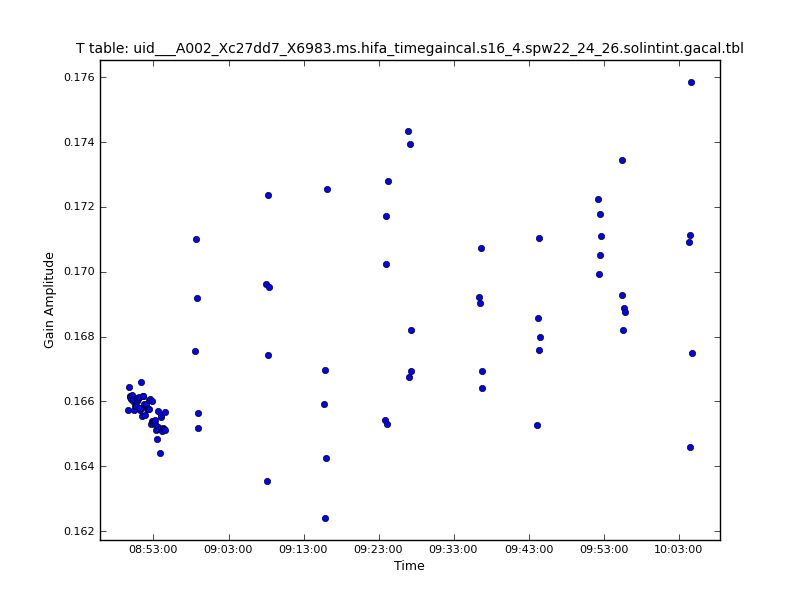 T table: uid___A002_Xc27dd7_X6983.ms.hifa_timegaincal.s16_4.spw22_24_26.solintint.gacal.tbl
0.176
0.174
0.172
0.170
0.168
0.166
0.164
0.162
Gain Amplitude
08:53:00 09:03:00 09:13:00 09:23:00 09:33:00 09:43:00 09:53:00 10:03:00
Time